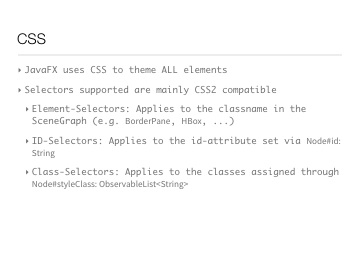 CSS
JavaFX uses CSS to theme ALL elements
Selectors supported are mainly CSS2 compatible
Element-Selectors: Applies to the classname in the
SceneGraph (e.g. BorderPane, HBox, ...)
ID-Selectors: Applies to the id-attribute set via Node#id:
String
Class-Selectors: Applies to the classes assigned through
Node#styleClass: ObservableList<String>